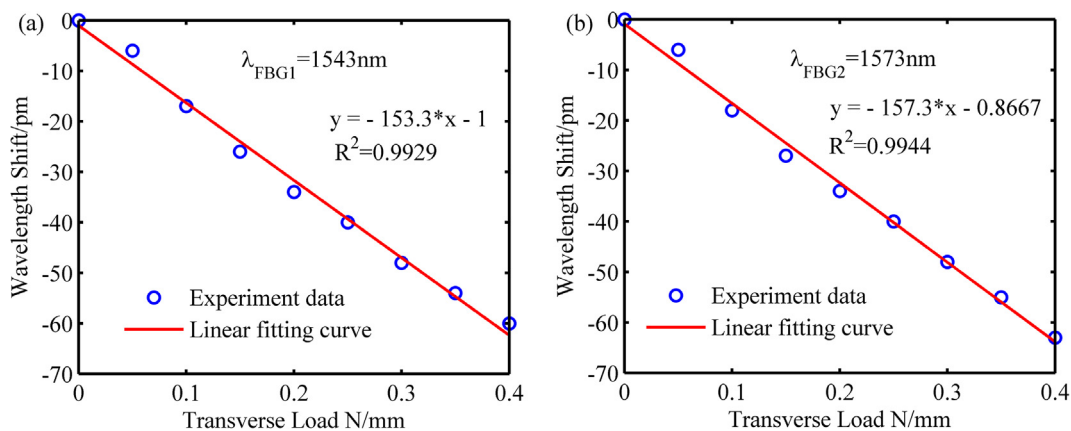 (a)
0
-10
-20
-30
-40
-50
-60
-70
Wavelength Shift/pm
λFBG1=1543nm
y = - 153.3*x - 1
R2=0.9929
Experiment data
Linear fitting curve
0 0.1 0.2 0.3 0.4
Transverse Load N/mm
(b)
0
-10
-20
-30
-40
-50
-60
-70
Wavelength Shift/pm
λFBG2=1573nm
y = - 157.3*x - 0.8667
R2=0.9944
Experiment data
Linear fitting curve
0 0.1 0.2 0.3 0.4
Transverse Load N/mm